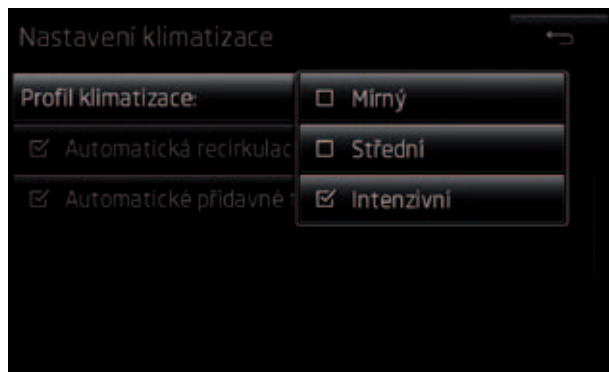 Nastavení klimatizace
Profil klimatizace:
Mírný
Automatická recirkulac
Střední
Automatické přídavné
Intenzivní